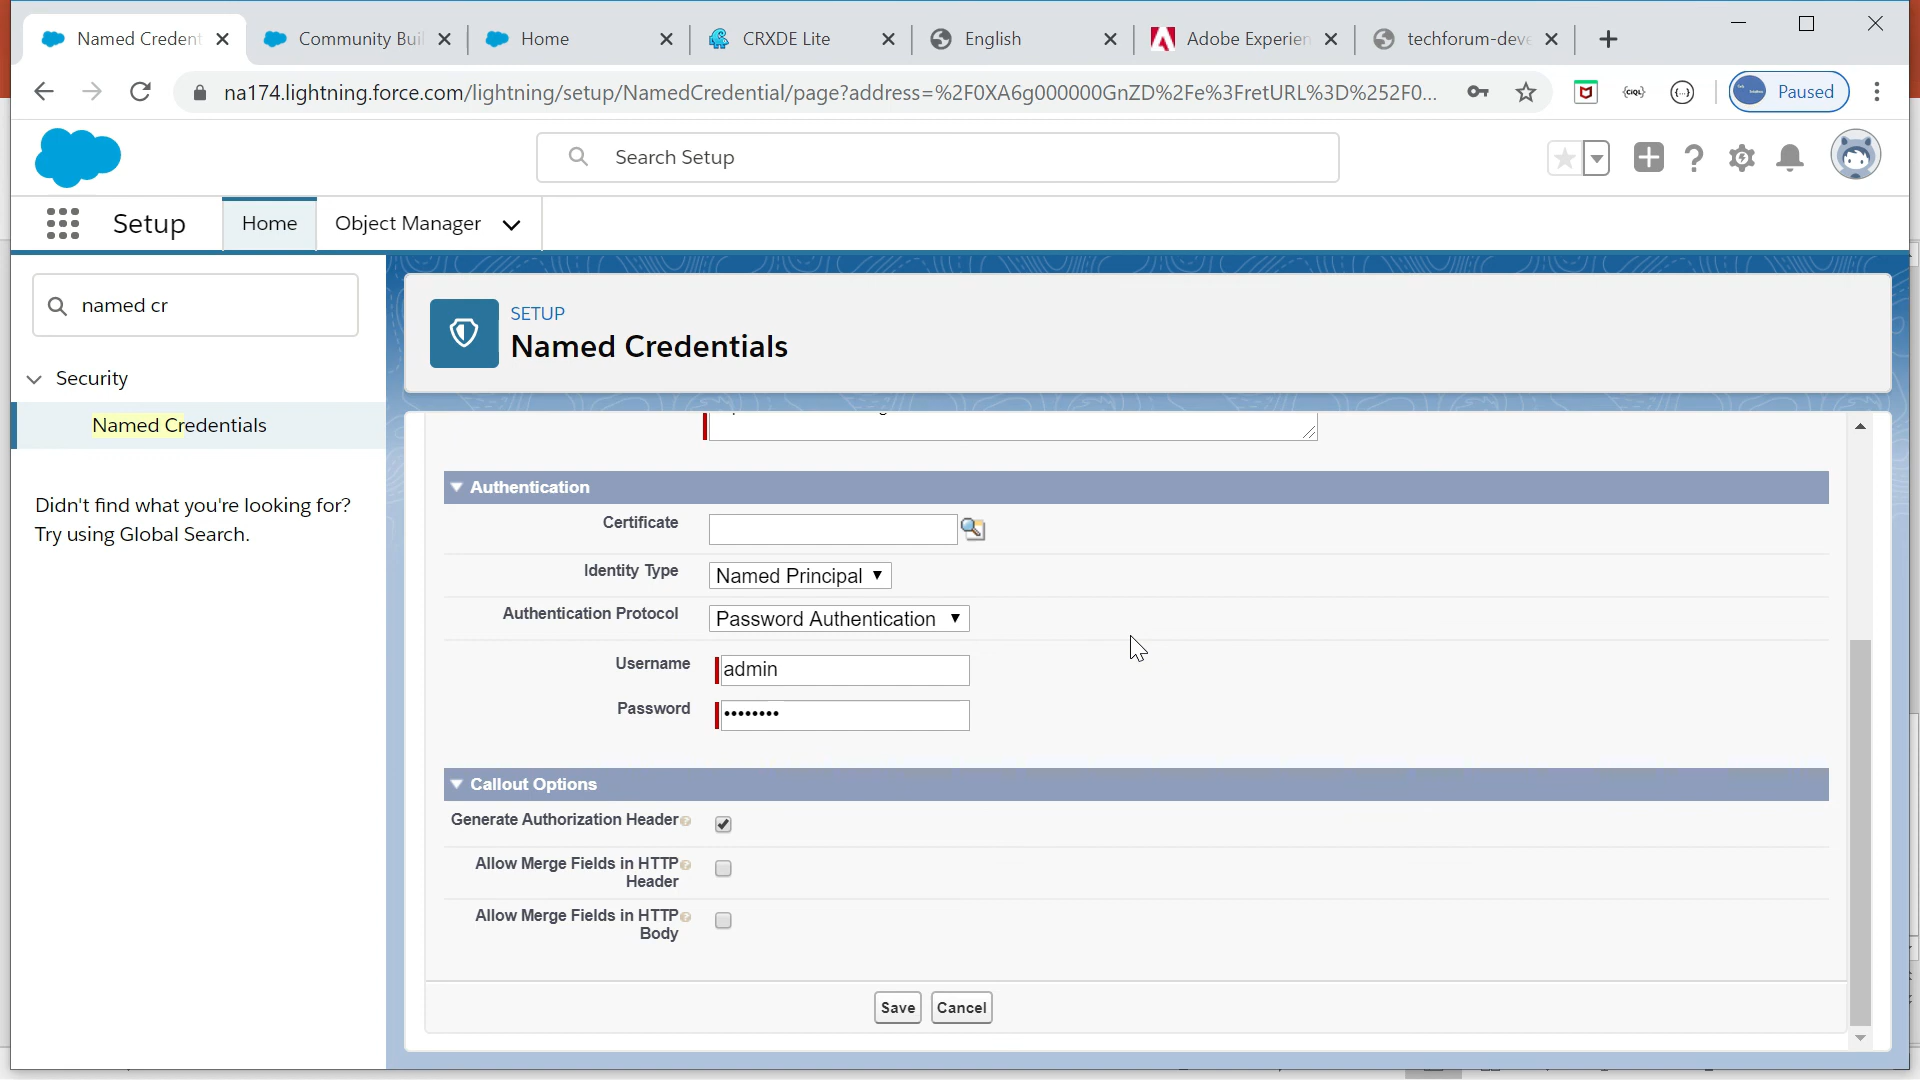 Named Credent
Community Bui
Home
CRXDE Lite
English
Adobe Experien
techforum-deve
na174.lightning.force.com/lightning/setup/NamedCredential/page?address=%2F0XA6g000000GnZD%2Fe%3FretURL%3D%252F0...
Paused
Search Setup
Setup
Home
Object Manager
named cr
Security
Named Credentials
Didn't find what you're looking for?
Try using Global Search.
SETUP
Named Credentials
Authentication
Certificate
Identity Type
Named Principal
Authentication Protocol
Password Authentication
Username
admin
Password
••••••••
Callout Options
Generate Authorization Header
Allow Merge Fields in HTTP
Header
Allow Merge Fields in HTTP
Body
Save
Cancel